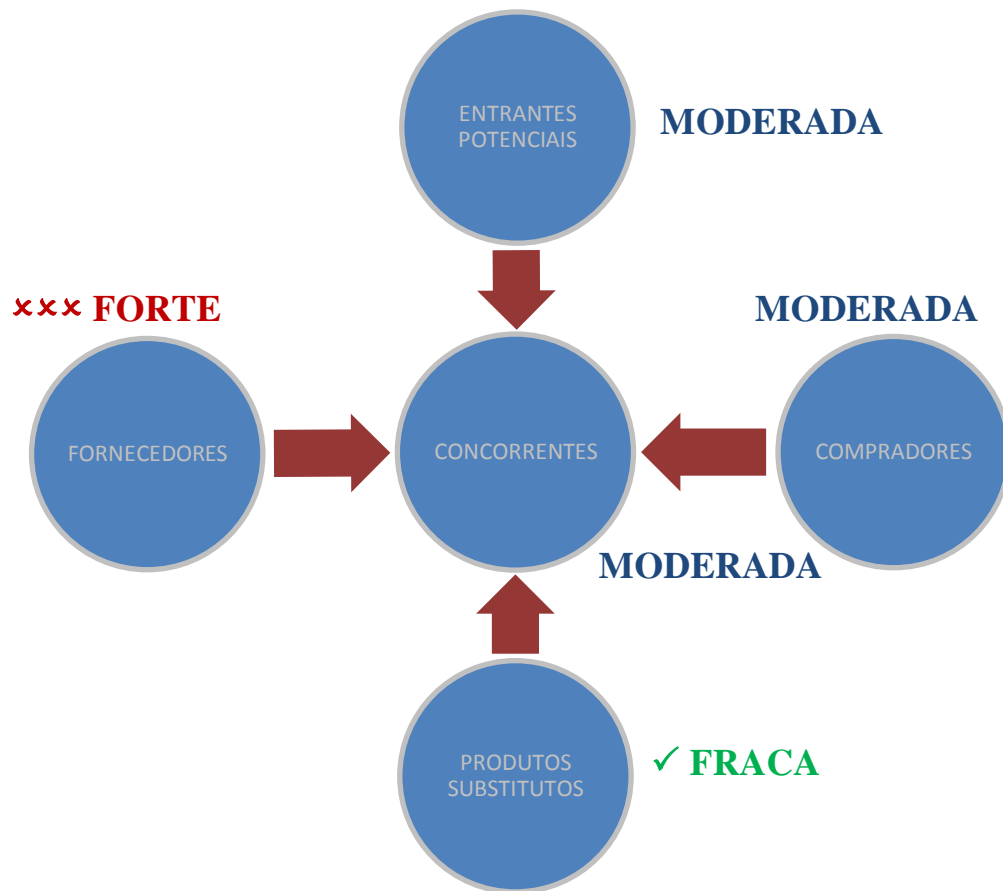 ENTRANTES
POTENCIAIS
MODERADA
××× FORTE
MODERADA
FORNECEDORES
CONCORRENTES
COMPRADORES
MODERADA
PRODUTOS
SUBSTITUTOS
✓ FRACA